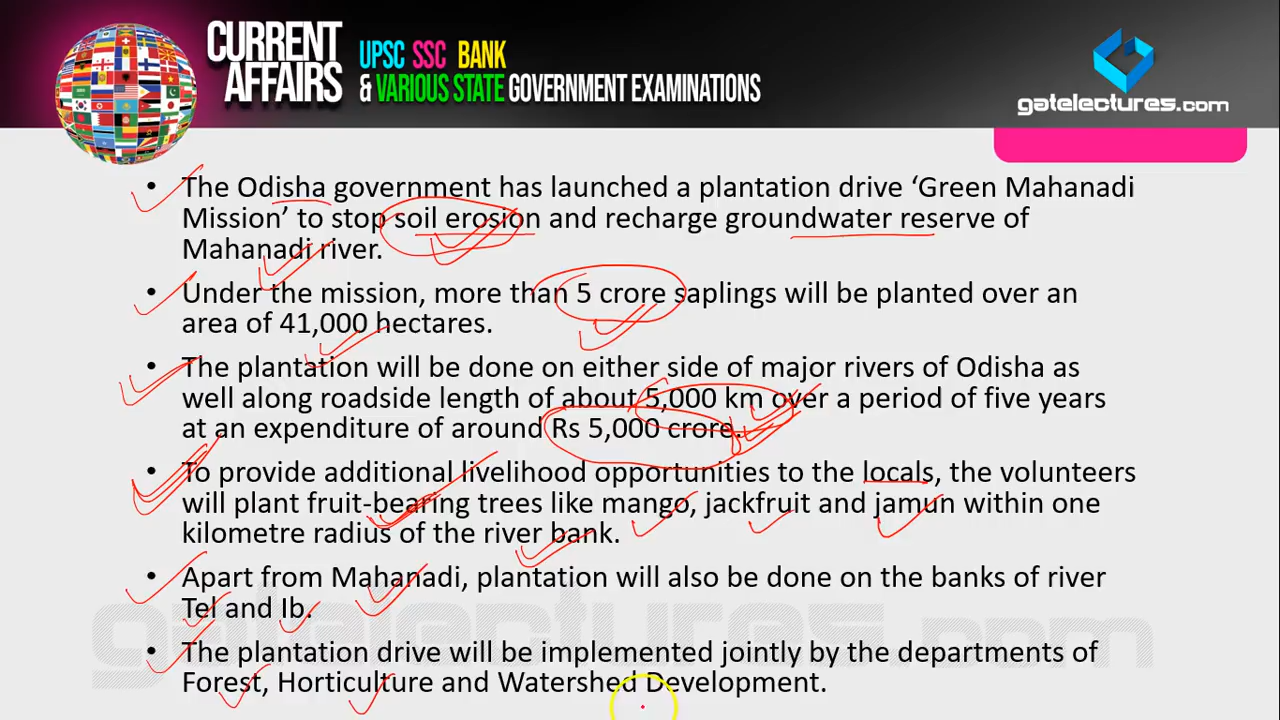 CURRENT
AFFAIRS
UPSC SSC BANK
& VARIOUS STATE GOVERNMENT EXAMINATIONS
gatelectures.com
• The Odisha government has launched a plantation drive ‘Green Mahanadi
Mission’ to stop soil erosion and recharge groundwater reserve of
Mahanadi river.
• Under the mission, more than 5 crore saplings will be planted over an
area of 41,000 hectares.
• The plantation will be done on either side of major rivers of Odisha as
well along roadside length of about 5,000 km over a period of five years
at an expenditure of around Rs 5,000 crore.
• To provide additional livelihood opportunities to the locals, the volunteers
will plant fruit-bearing trees like mango, jackfruit and jamun within one
kilometre radius of the river bank.
• Apart from Mahanadi, plantation will also be done on the banks of river
Tel and Ib.
• The plantation drive will be implemented jointly by the departments of
Forest, Horticulture and Watershed Development.
gatelectures.com